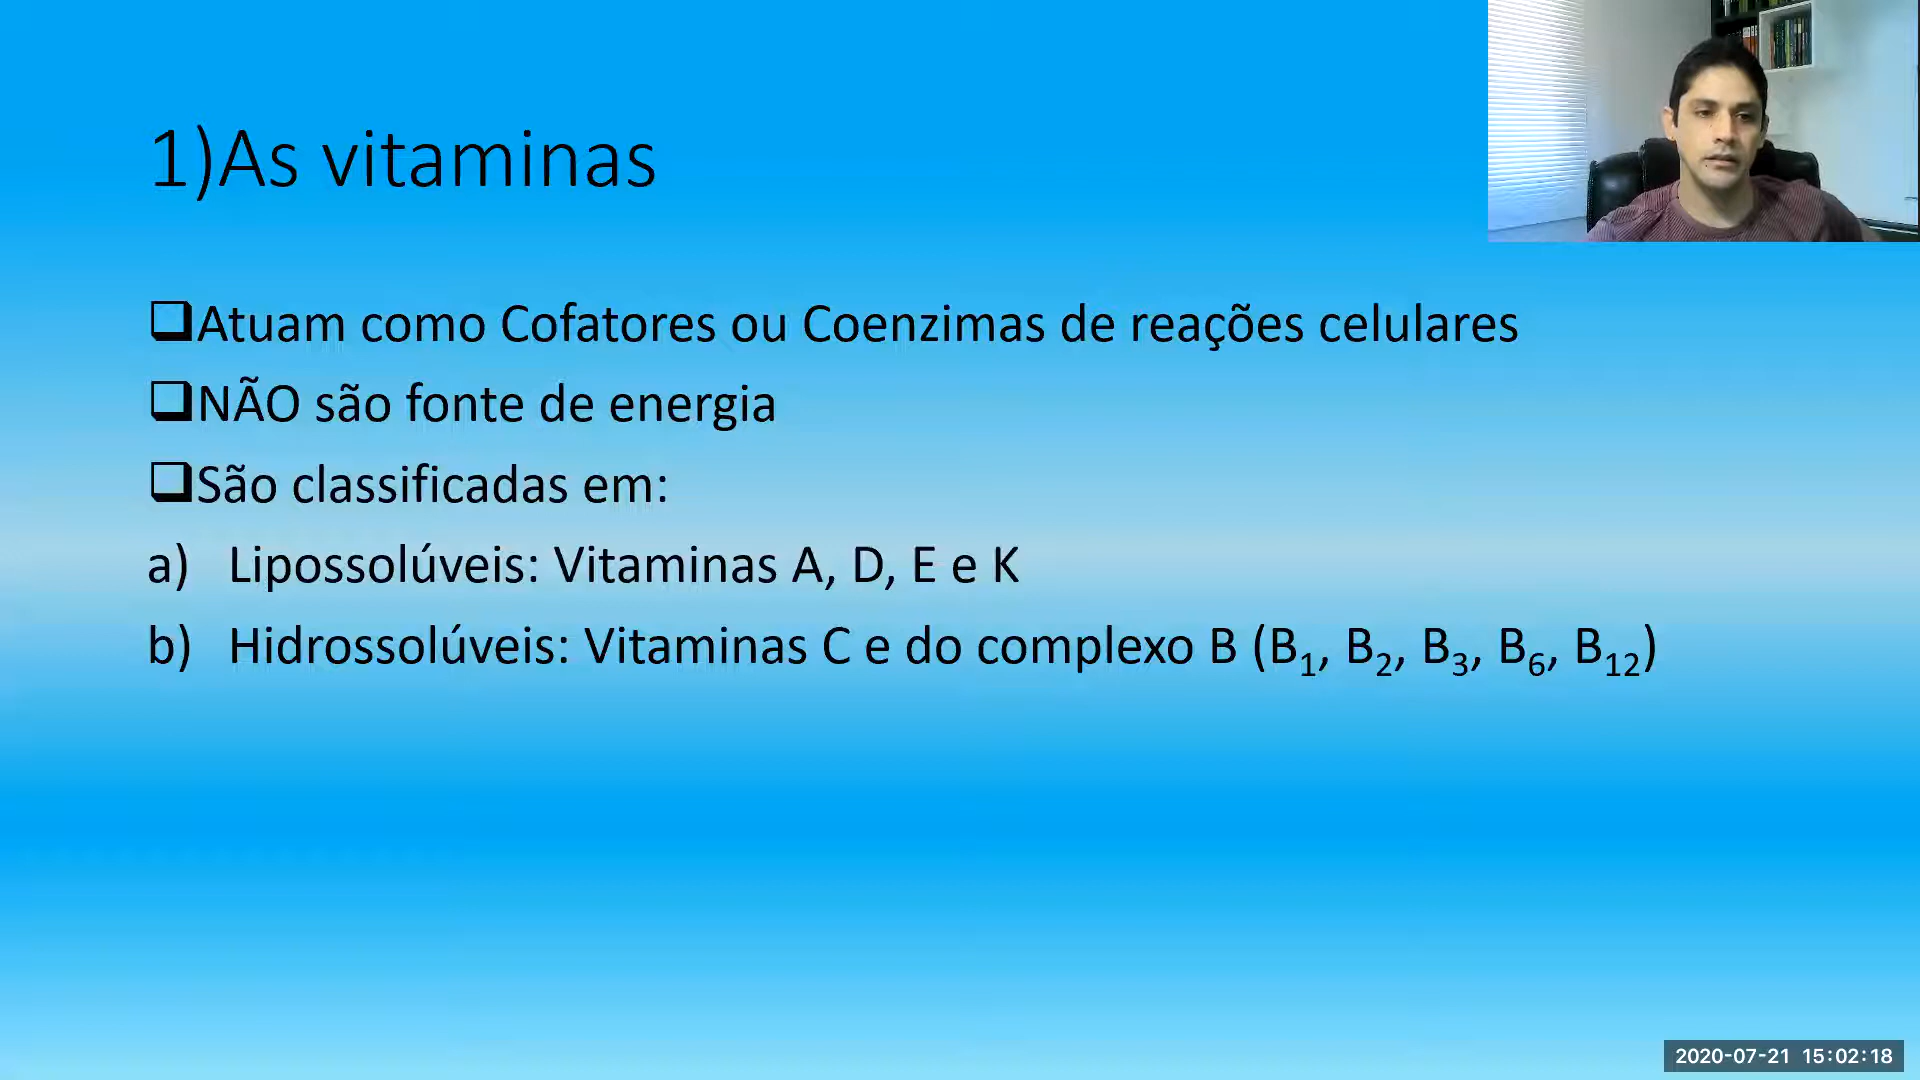 1)As vitaminas
❑Atuam como Cofatores ou Coenzimas de reações celulares
❑NÃO são fonte de energia
❑São classificadas em:
a) Lipossolúveis: Vitaminas A, D, E e K
b) Hidrossolúveis: Vitaminas C e do complexo B (B₁, B₂, B₃, B₆, B₁₂)
2020-07-21 15:02:18